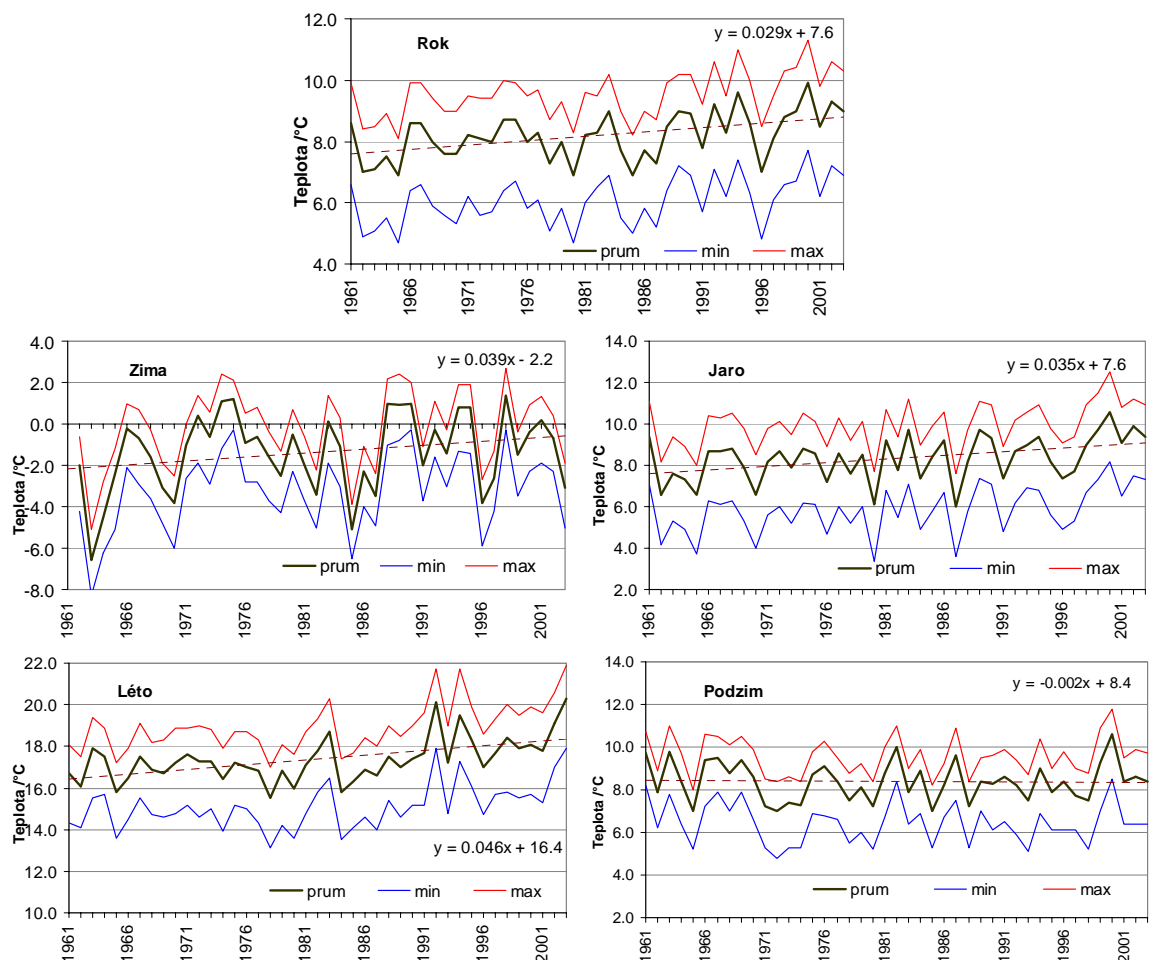 Rok
y = 0.029x + 7.6
Teplota /°C
12.0
10.0
8.0
6.0
4.0
prum min max
1961 1966 1971 1976 1981 1986 1991 1996 2001
Zima
y = 0.039x - 2.2
Teplota /°C
4.0
2.0
0.0
-2.0
-4.0
-6.0
-8.0
prum min max
1961 1966 1971 1976 1981 1986 1991 1996 2001
Jaro
y = 0.035x + 7.6
Teplota /°C
14.0
12.0
10.0
8.0
6.0
4.0
2.0
prum min max
1961 1966 1971 1976 1981 1986 1991 1996 2001
Léto
Teplota /°C
22.0
20.0
18.0
16.0
14.0
12.0
10.0
y = 0.046x + 16.4
prum min max
1961 1966 1971 1976 1981 1986 1991 1996 2001
Podzim
y = -0.002x + 8.4
Teplota /°C
14.0
12.0
10.0
8.0
6.0
4.0
2.0
prum min max
1961 1966 1971 1976 1981 1986 1991 1996 2001